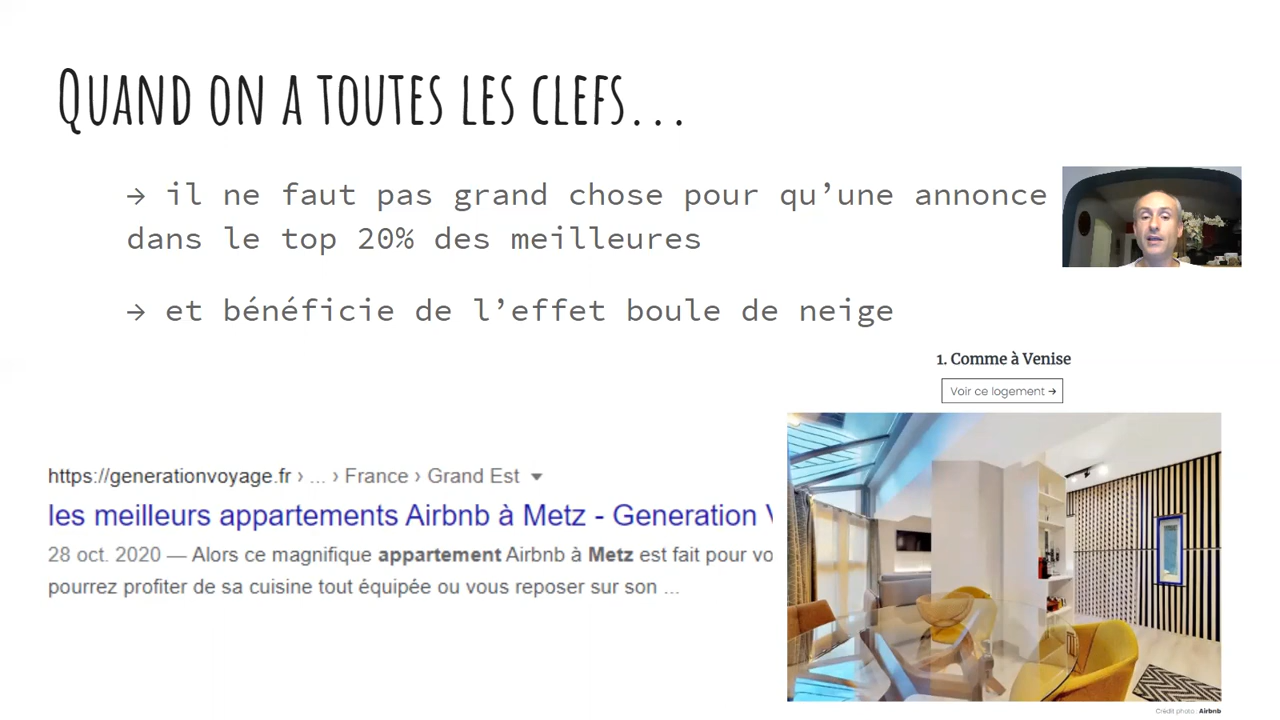 QUAND ON A TOUTES LES CLEFS...
→ il ne faut pas grand chose pour qu’une annonce
dans le top 20% des meilleures
→ et bénéficie de l’effet boule de neige
1. Comme à Venise
Voir ce logement →
https://generationvoyage.fr › ... › France › Grand Est
les meilleurs appartements Airbnb à Metz - Generation V
28 oct. 2020 — Alors ce magnifique appartement Airbnb à Metz est fait pour vo
pourrez profiter de sa cuisine tout équipée ou vous reposer sur son ...
Crédit photo : Airbnb